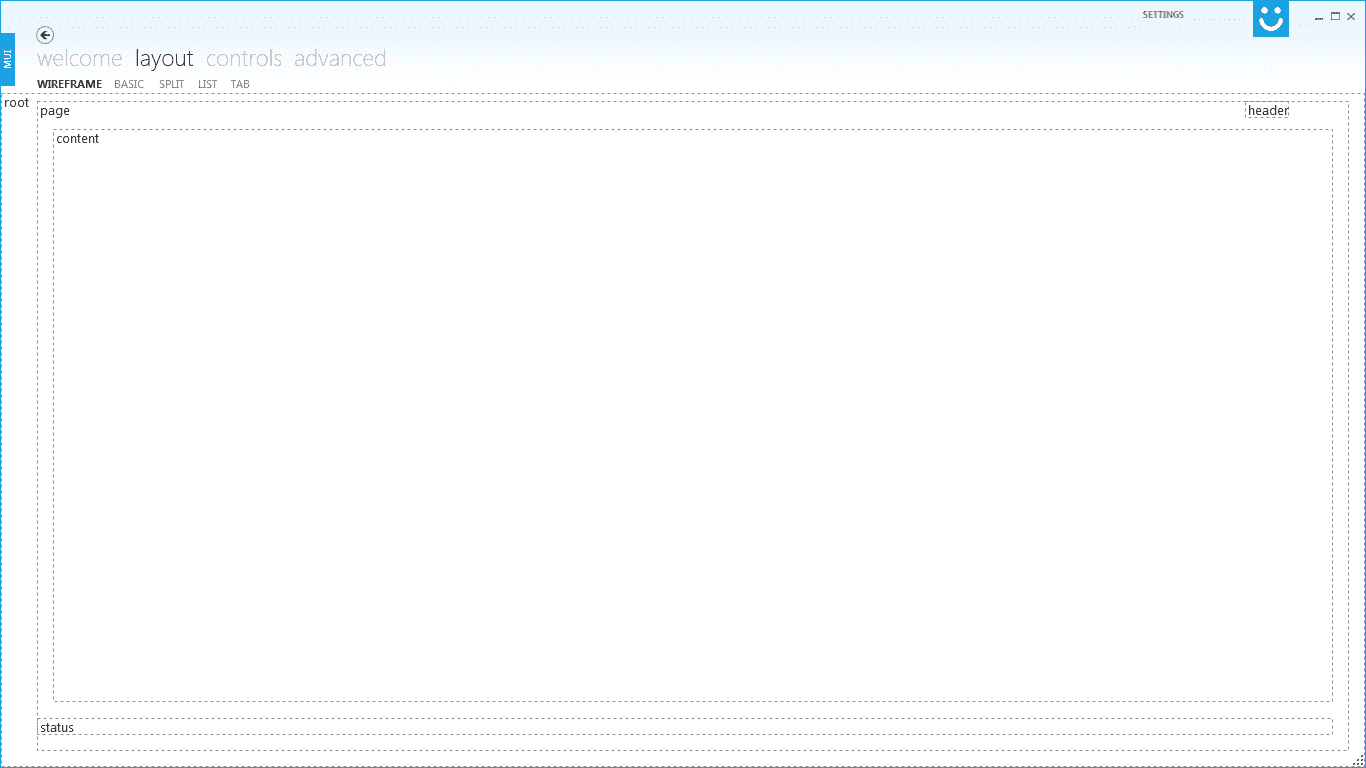 SETTINGS
MUI
welcome layout controls advanced
WIREFRAME BASIC SPLIT LIST TAB
root
page header
content
status